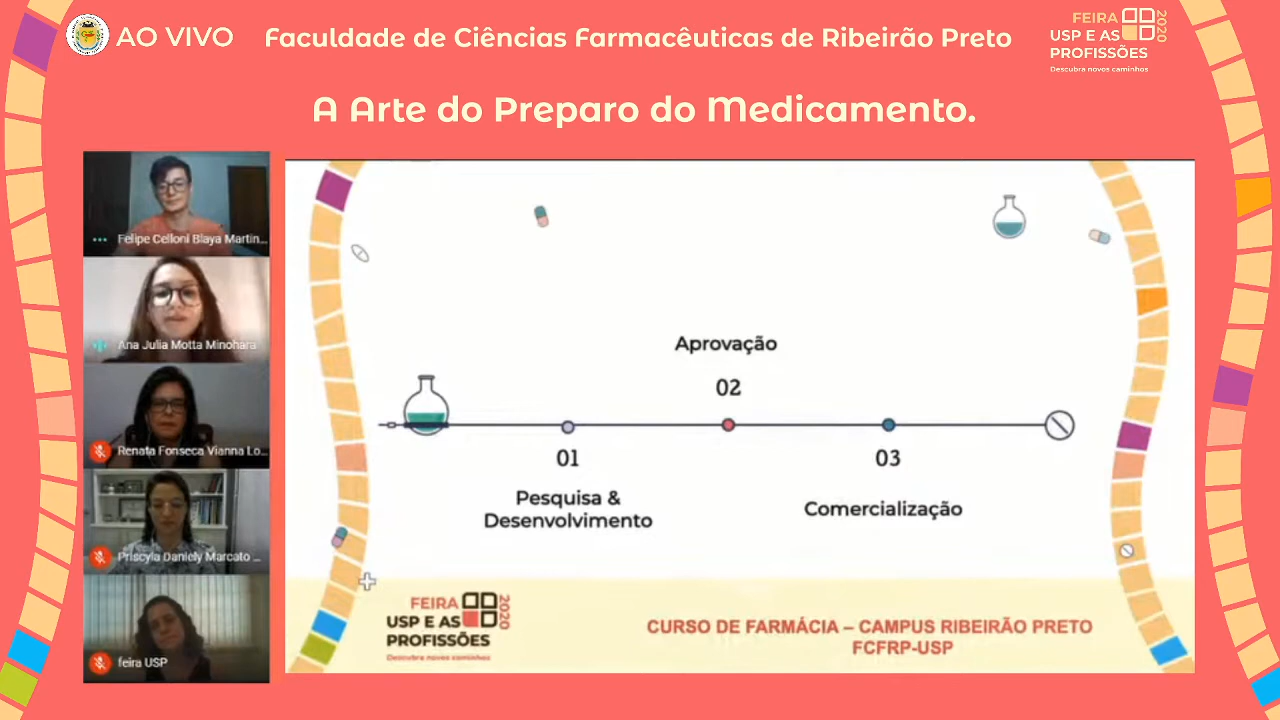 AO VIVO
Faculdade de Ciências Farmacêuticas de Ribeirão Preto
FEIRA
USP E AS
PROFISSÕES
2020
Descubra novos caminhos
A Arte do Preparo do Medicamento.
Felipe Celloni Blaya Martin...
Ana Julia Motta Minohara
Renata Fonseca Vianna Lo...
Priscyla Daniely Marcato ...
feira USP
Aprovação
02
01
03
Pesquisa &
Desenvolvimento
Comercialização
FEIRA
USP E AS
PROFISSÕES
2020
Descubra novos caminhos
CURSO DE FARMÁCIA – CAMPUS RIBEIRÃO PRETO
FCFRP-USP